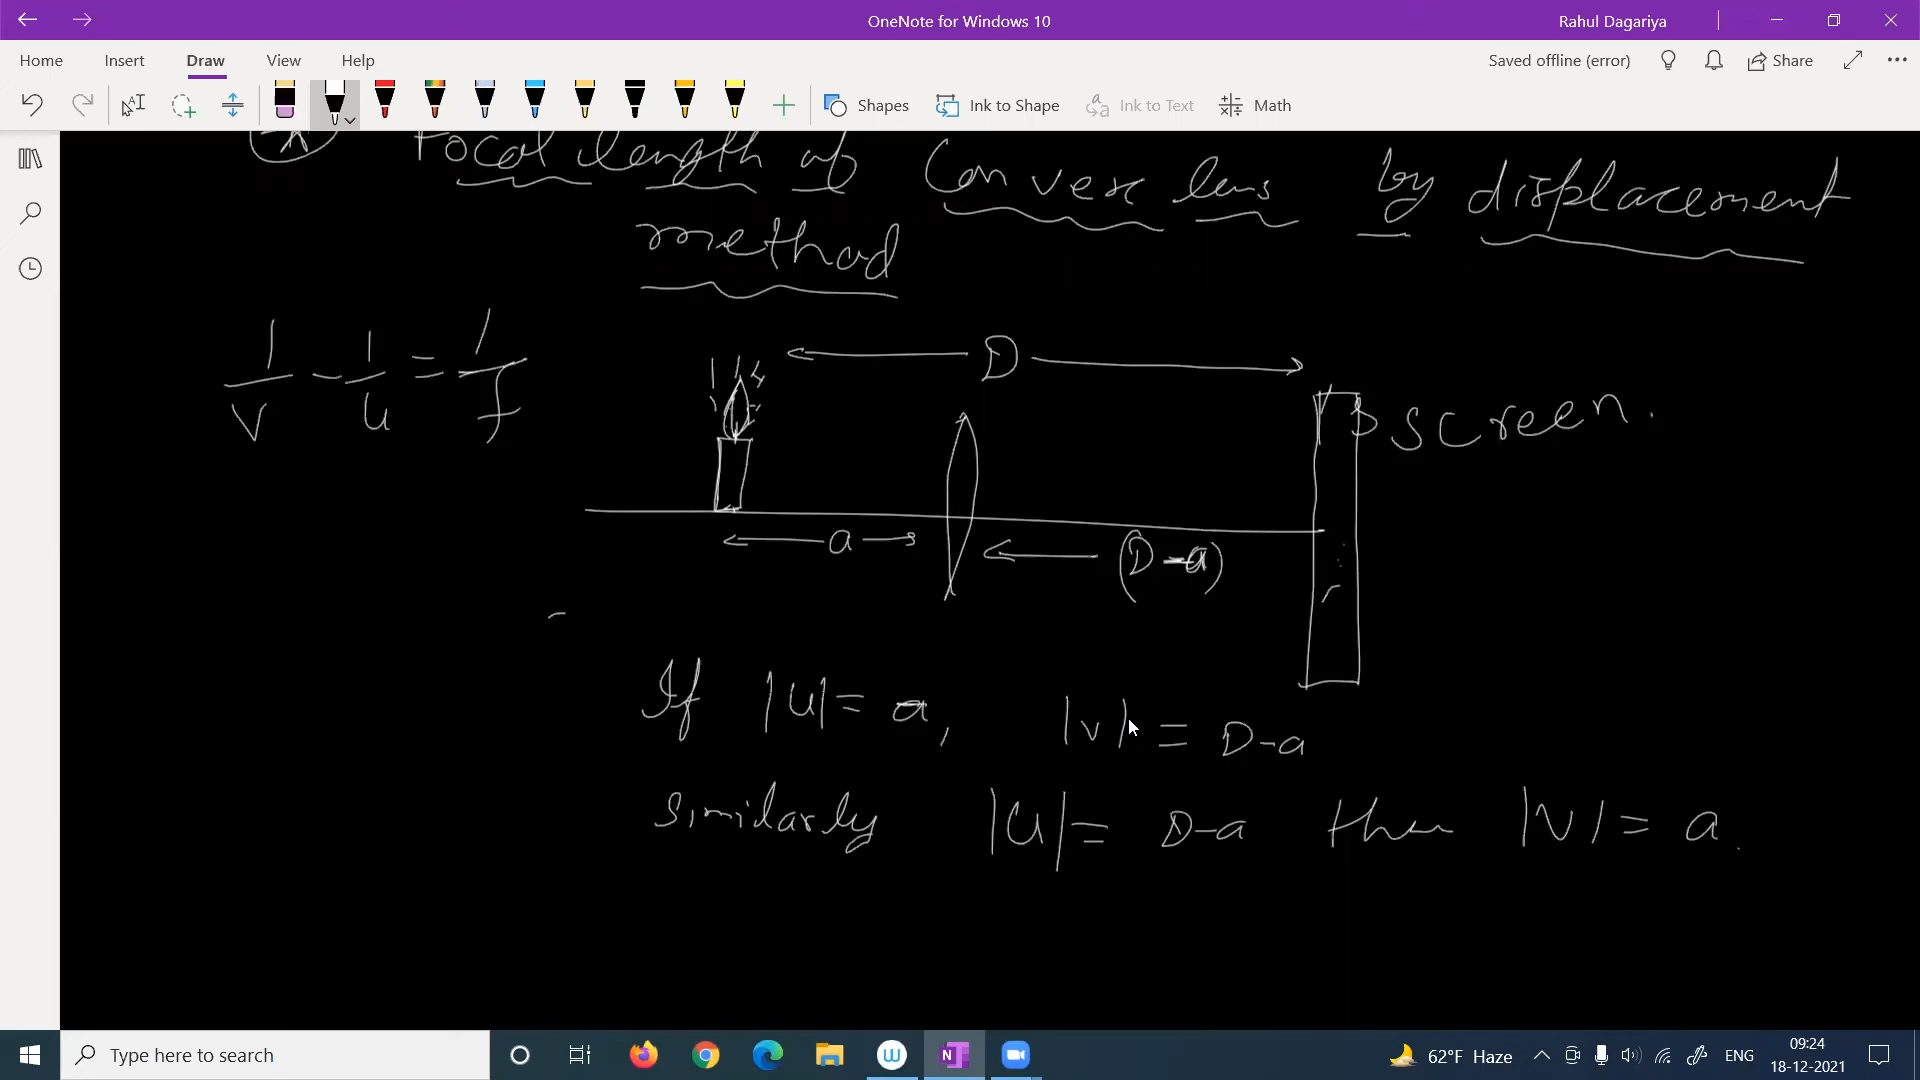 OneNote for Windows 10
Rahul Dagariya
Home Insert Draw View Help
Saved offline (error) Share
Shapes Ink to Shape Ink to Text Math
Focal length of Convex lens by displacement
method
1/v - 1/u = 1/f
D
screen.
a (D-a)
If |u| = a, |v| = D-a
similarly |u| = D-a then |v| = a.
Type here to search
62°F Haze
ENG
09:24
18-12-2021